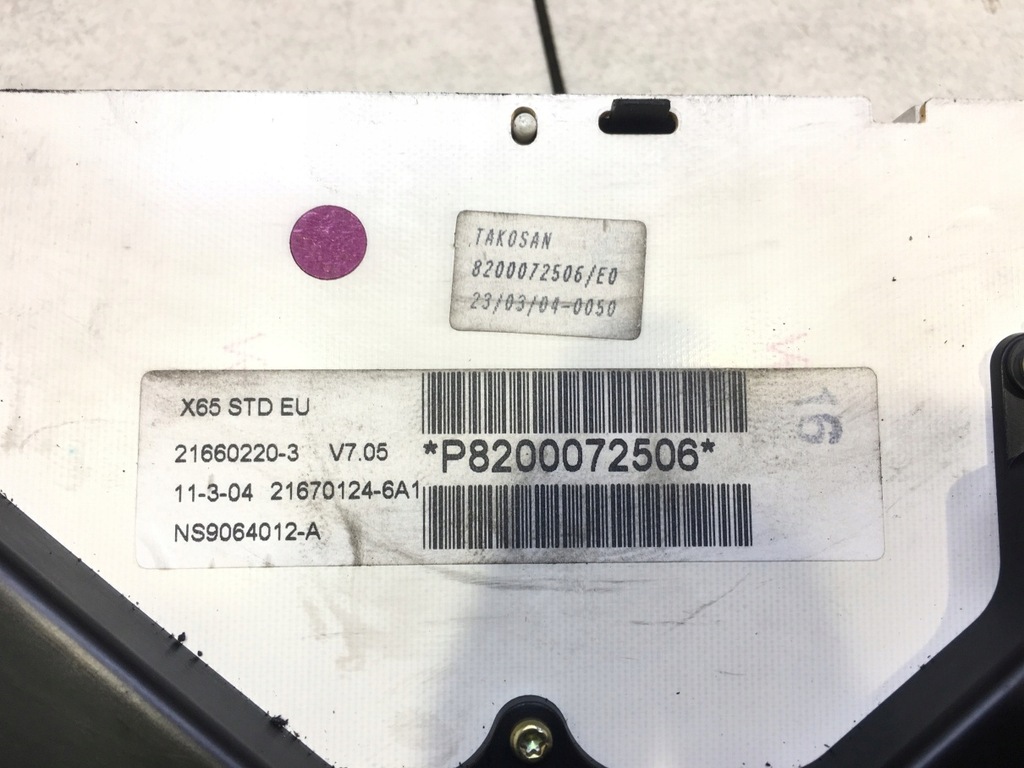 TAKOSAN
8200072506/E0
23/03/04-0050
X65 STD EU
21660220-3 V7.05
*P8200072506*
11-3-04 21670124-6A1
NS9064012-A
16